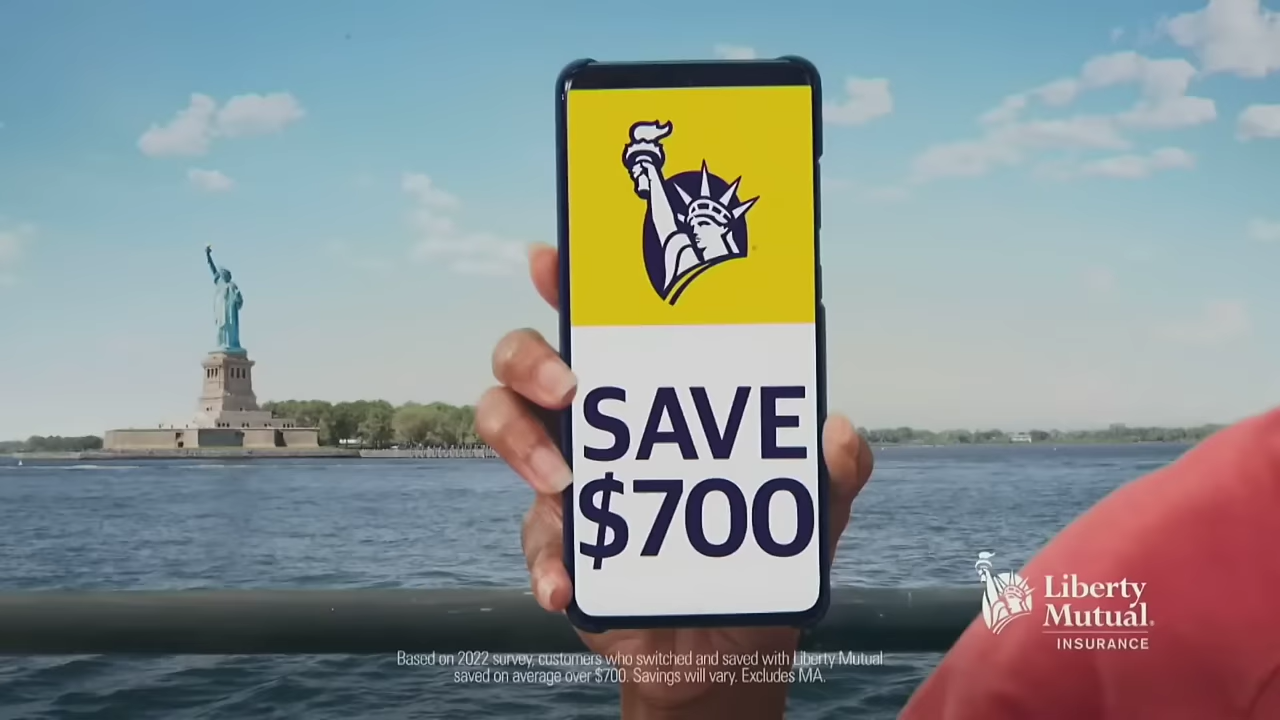 SAVE
$700
Liberty
Mutual.
INSURANCE
Based on 2022 survey, customers who switched and saved with Liberty Mutual
saved on average over $700. Savings will vary. Excludes MA.